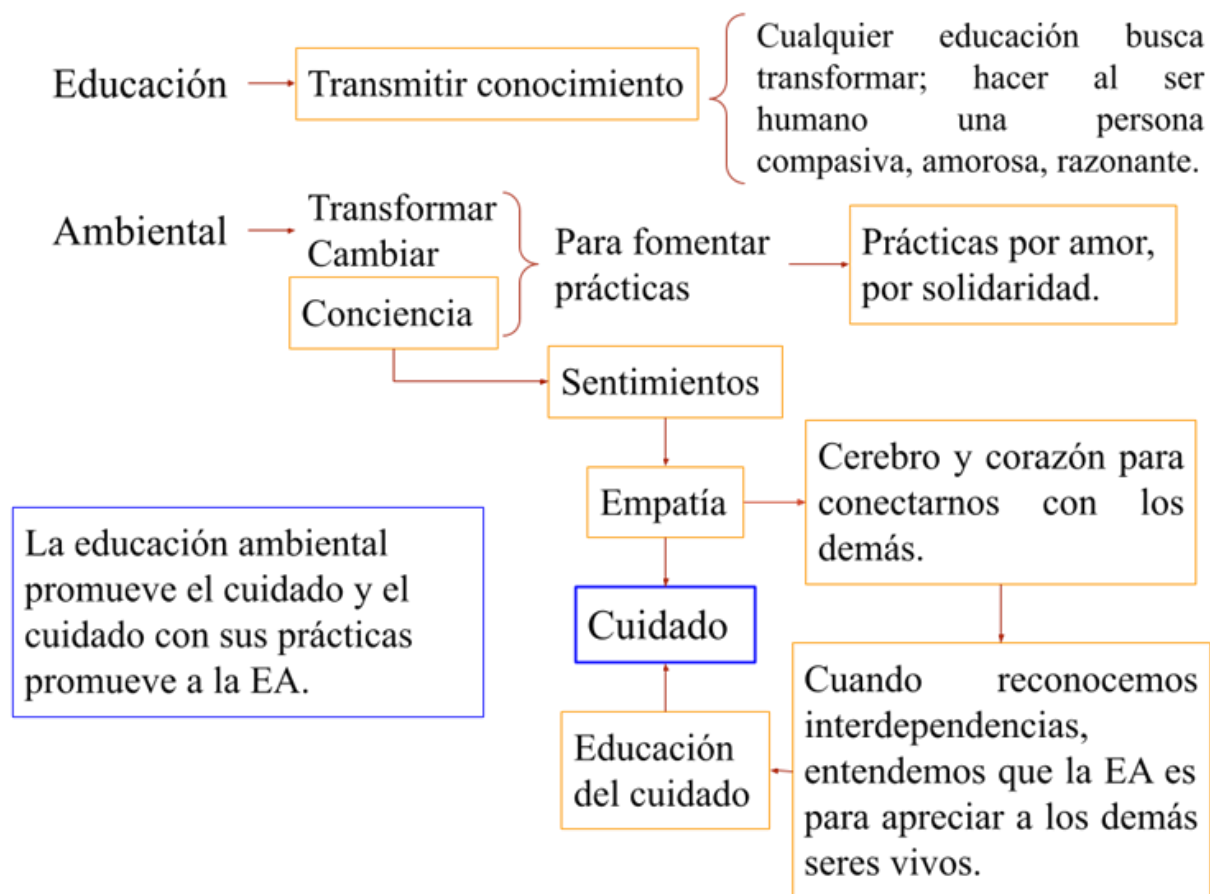 Educación
Transmitir conocimiento
Cualquier educación busca
transformar; hacer al ser
humano una persona
compasiva, amorosa, razonante.
Ambiental
Transformar
Cambiar
Conciencia
Para fomentar
prácticas
Prácticas por amor,
por solidaridad.
Sentimientos
Empatía
Cerebro y corazón para
conectarnos con los
demás.
La educación ambiental
promueve el cuidado y el
cuidado con sus prácticas
promueve a la EA.
Cuidado
Educación
del cuidado
Cuando reconocemos
interdependencias,
entendemos que la EA es
para apreciar a los demás
seres vivos.